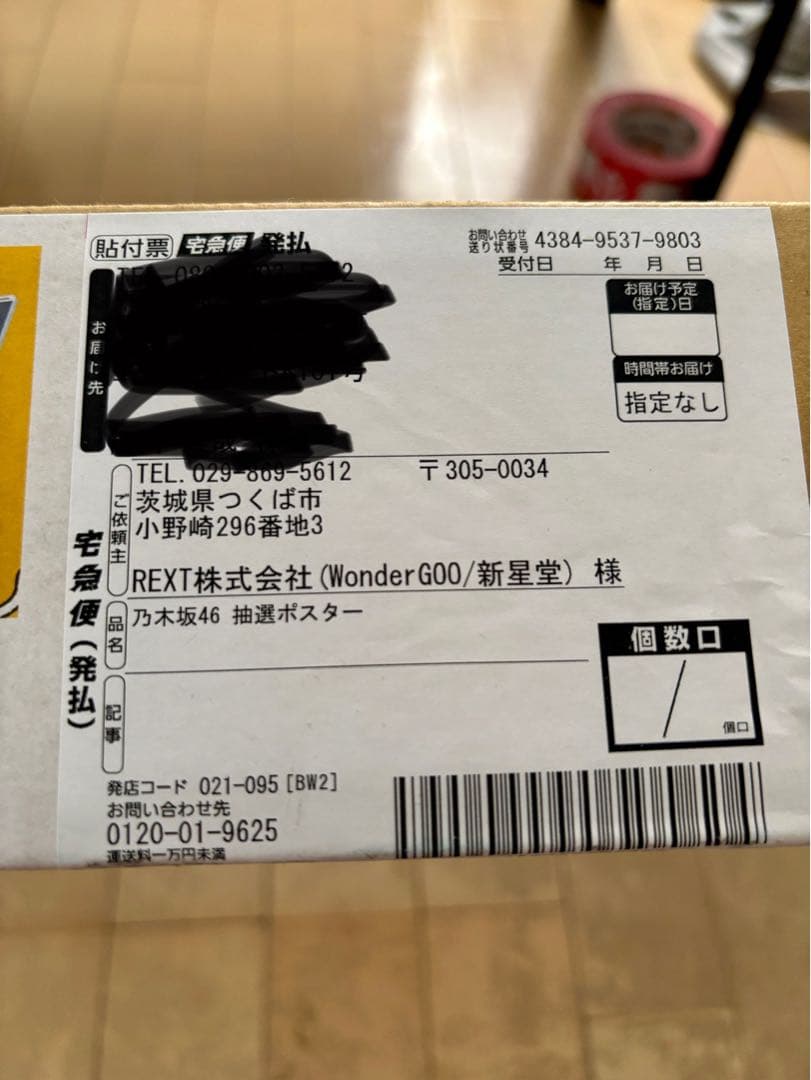 貼付票 宅急便 発払
お問い合わせ
送り状番号 4384-9537-9803
受付日 年 月 日
お届け先
お届け予定
(指定)日
時間帯お届け
指定なし
ご依頼主
TEL. 029-869-5612 〒305-0034
茨城県つくば市
小野崎296番地3
REXT株式会社(WonderGOO/新星堂) 様
宅急便(発払)
品名 乃木坂46 抽選ポスター
個数口
/
個口
記事
発店コード 021-095[BW2]
お問い合わせ先
0120-01-9625
運送料一万円未満